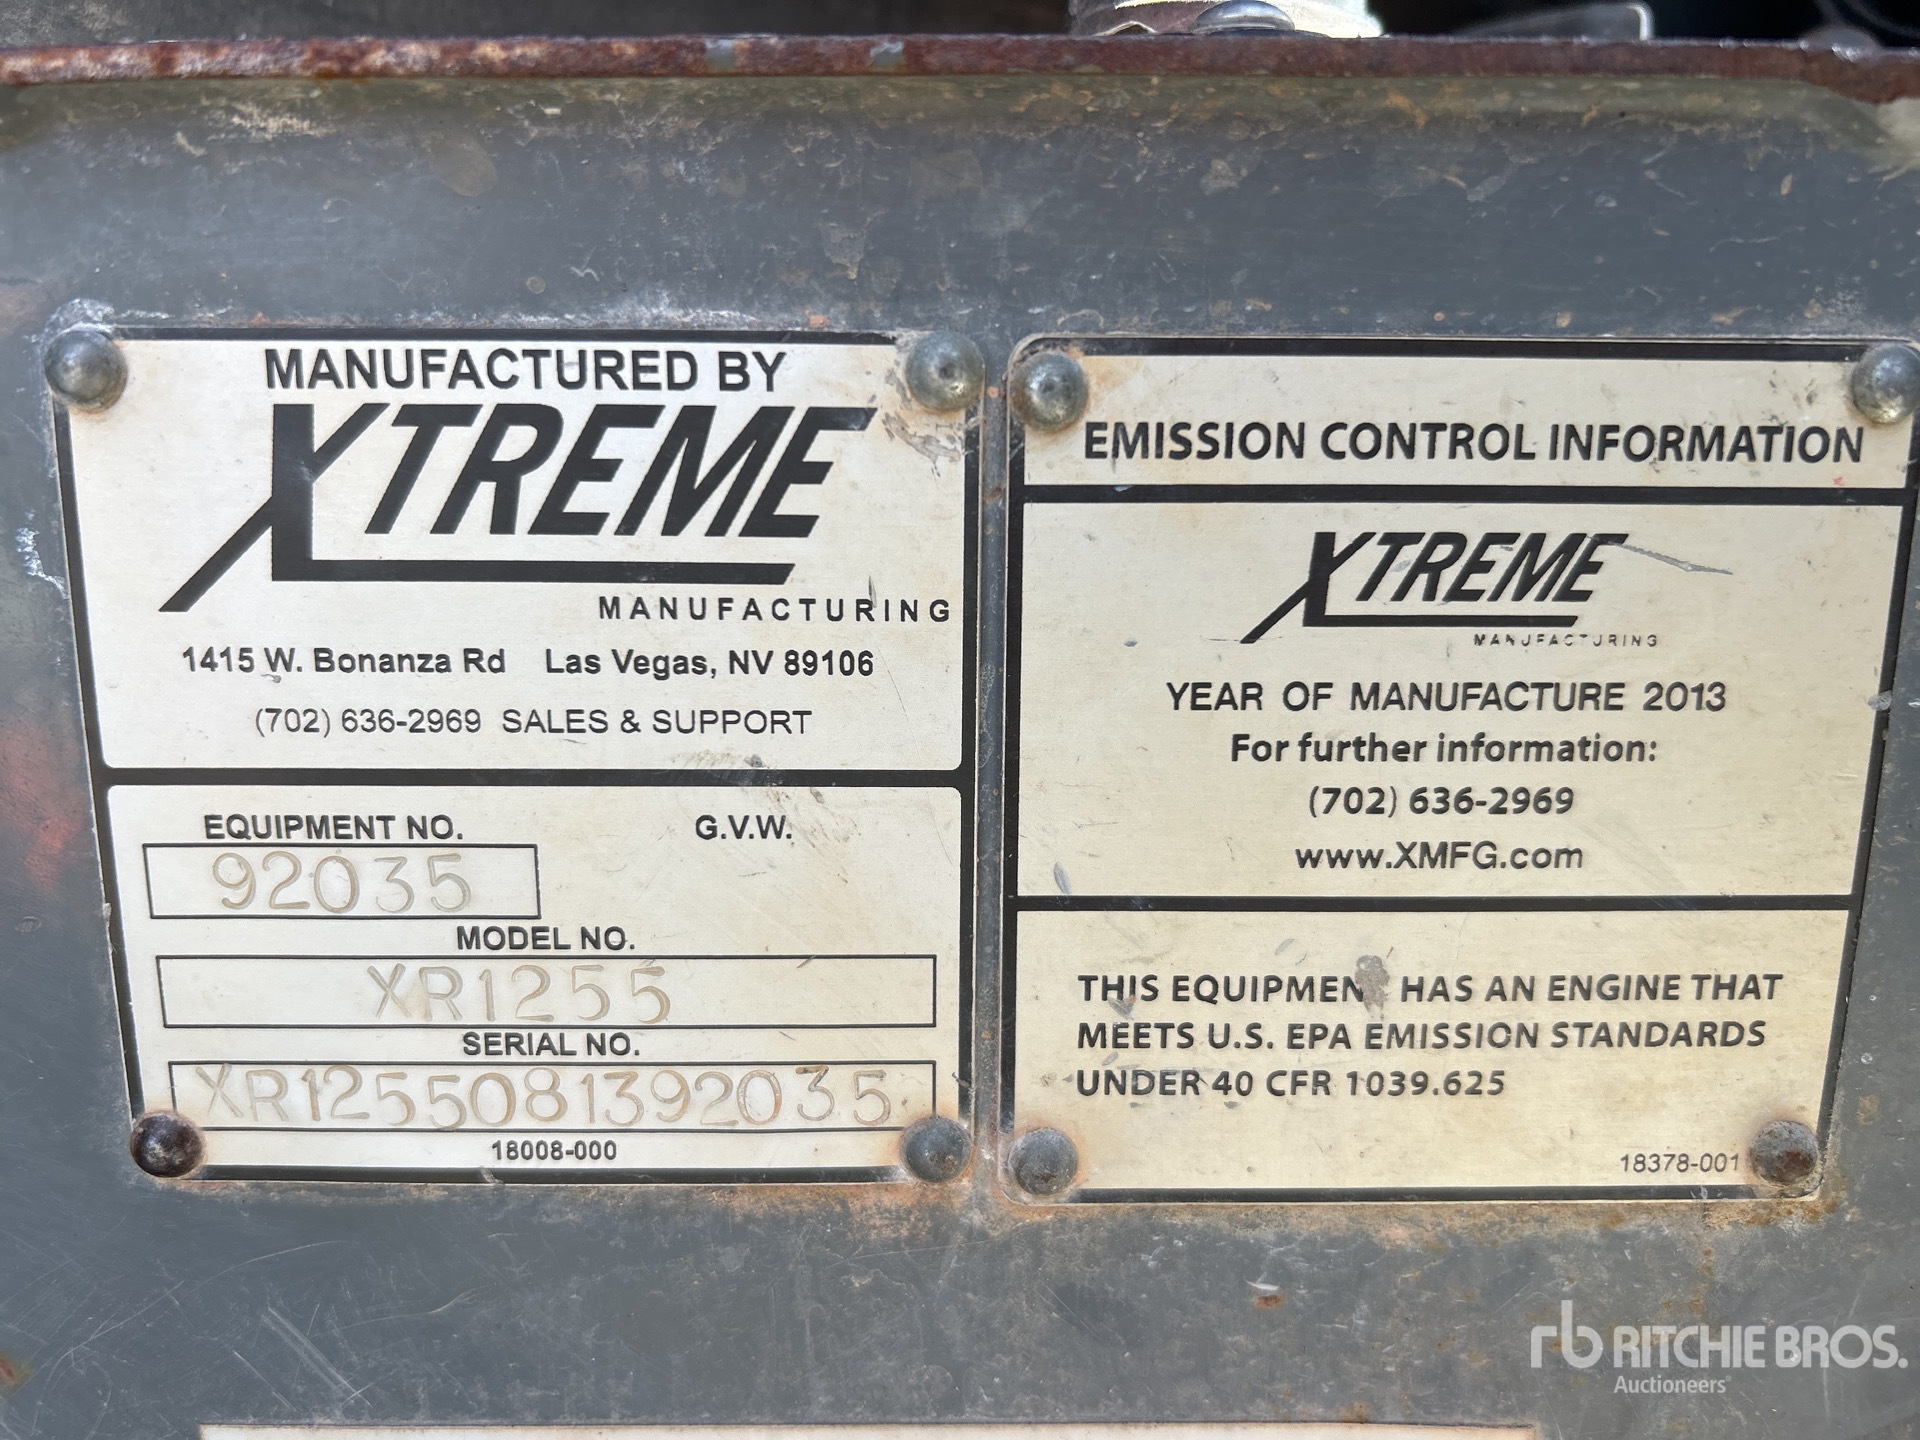 MANUFACTURED BY
XTREME
MANUFACTURING
1415 W. Bonanza Rd Las Vegas, NV 89106
(702) 636-2969 SALES & SUPPORT
EQUIPMENT NO. G.V.W.
92035
MODEL NO.
XR1255
SERIAL NO.
XR1255081392035
18008-000
EMISSION CONTROL INFORMATION
XTREME
MANUFACTURING
YEAR OF MANUFACTURE 2013
For further information:
(702) 636-2969
www.XMFG.com
THIS EQUIPMENT HAS AN ENGINE THAT
MEETS U.S. EPA EMISSION STANDARDS
UNDER 40 CFR 1039.625
18378-001
rb RITCHIE BROS.
Auctioneers